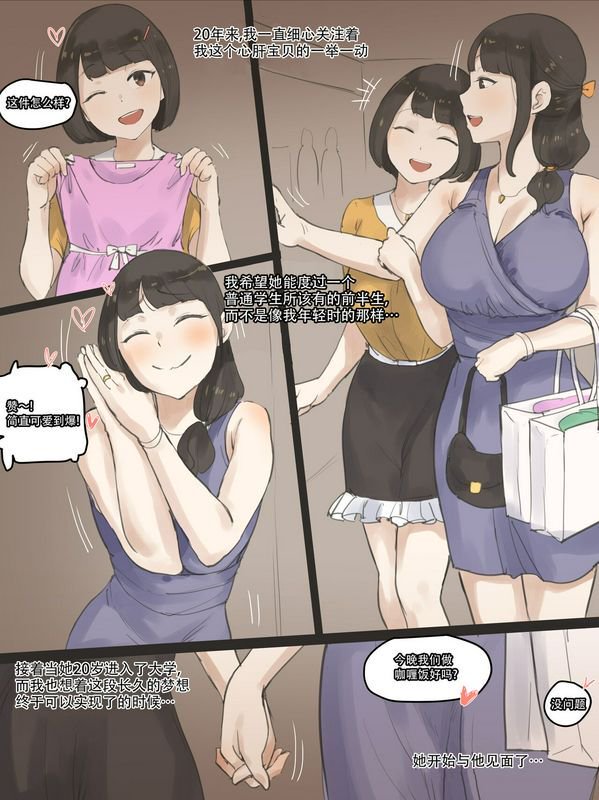 20年来,我一直细心关注着
我这个心肝宝贝的一举一动
这件怎么样?
我希望她能度过一个
普通学生所该有的前半生,
而不是像我年轻时的那样…
赞～!
简直可爱到爆!
接着当她20岁进入了大学,
而我也想着这段长久的梦想
终于可以实现了的时候…
今晚我们做
咖喱饭好吗?
没问题
她开始与他见面了…